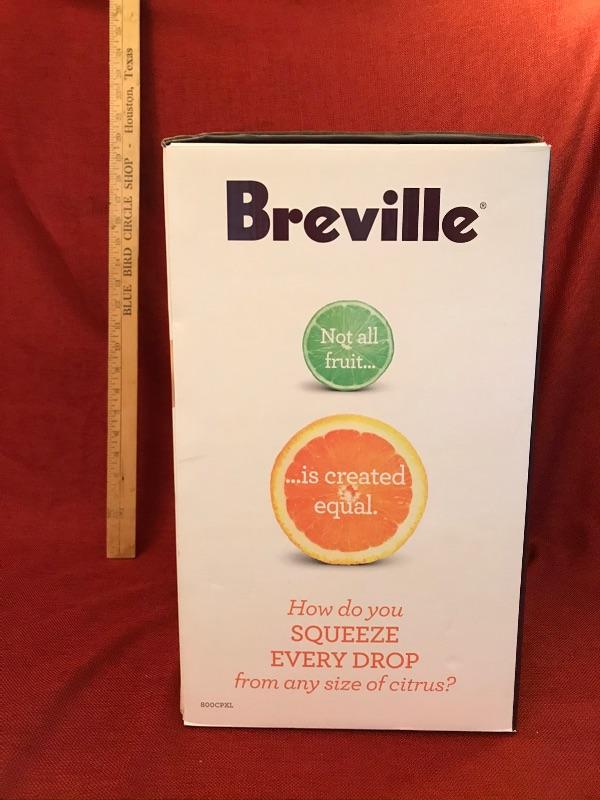 BLUE BIRD CIRCLE SHOP - Houston, Texas
Breville®
Not all
fruit...
...is created
equal.
How do you
SQUEEZE
EVERY DROP
from any size of citrus?
800CPXL